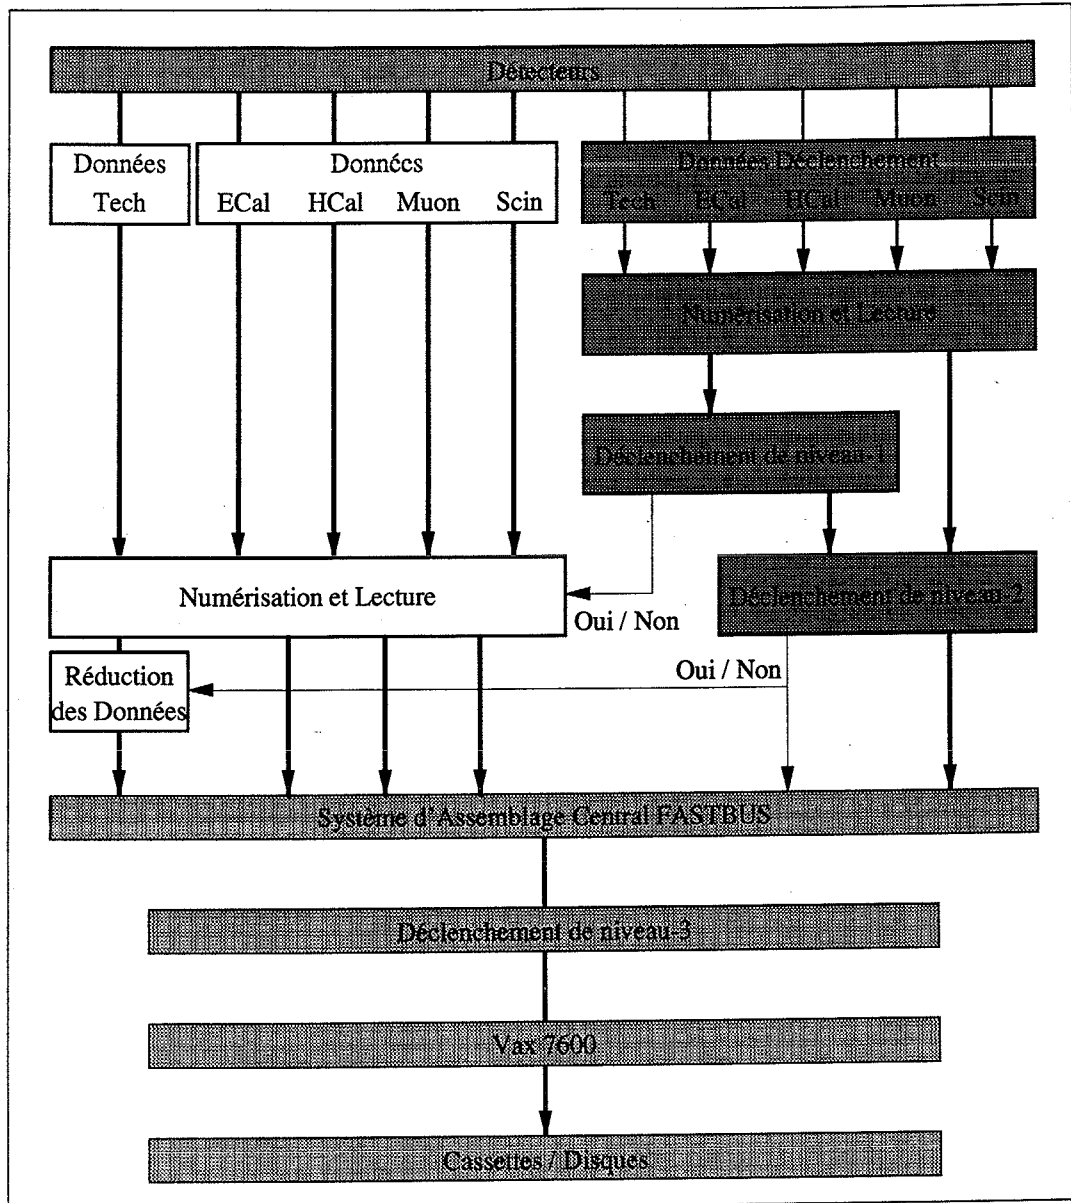 Détecteurs
Données
Tech
Données
ECal HCal Muon Scin
Données Déclenchement
Tech ECal HCal Muon Scin
Numérisation et Lecture
Déclenchement de niveau-1
Numérisation et Lecture
Oui / Non
Déclenchement de niveau-2
Réduction
des Données
Oui / Non
Système d'Assemblage Central FASTBUS
Déclenchement de niveau-3
Vax 7600
Cassettes / Disques